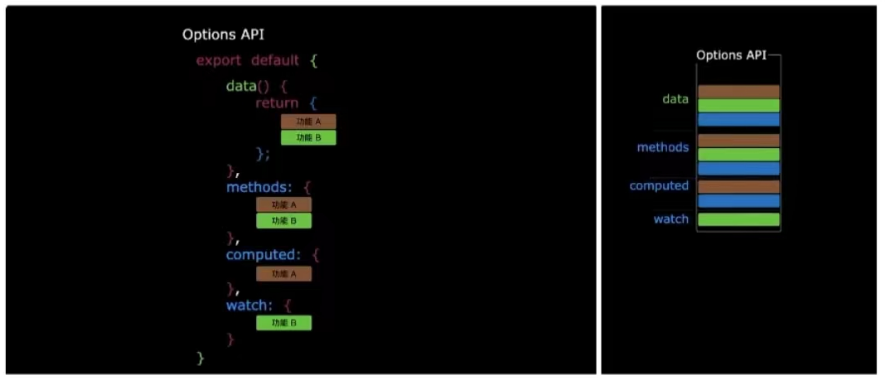 Options API
export default {
data() {
return {
功能 A
功能 B
};
},
methods: {
功能 A
功能 B
},
computed: {
功能 A
},
watch: {
功能 B
}
}
Options API
data
methods
computed
watch